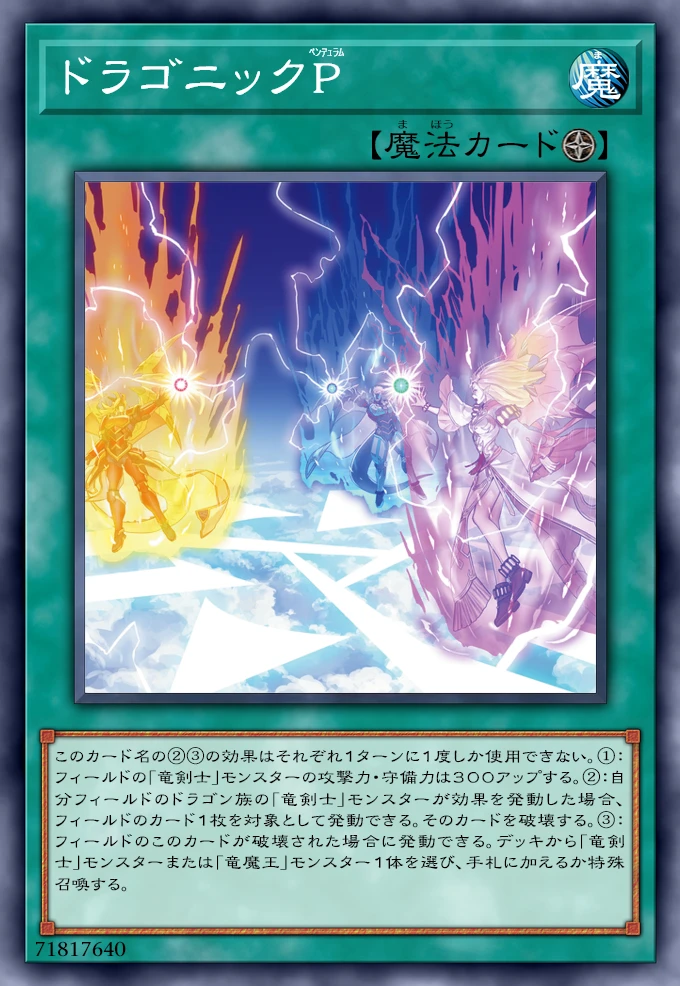 ペンデュラム
ドラゴニックP
ま
魔
ま ほう
【魔法カード】
このカード名の②③の効果はそれぞれ１ターンに１度しか使用できない。①：
フィールドの「竜剣士」モンスターの攻撃力・守備力は３００アップする。②：自
分フィールドのドラゴン族の「竜剣士」モンスターが効果を発動した場合、
フィールドのカード１枚を対象として発動できる。そのカードを破壊する。③：
フィールドのこのカードが破壊された場合に発動できる。デッキから「竜剣
士」モンスターまたは「竜魔王」モンスター１体を選び、手札に加えるか特殊
召喚する。
71817640